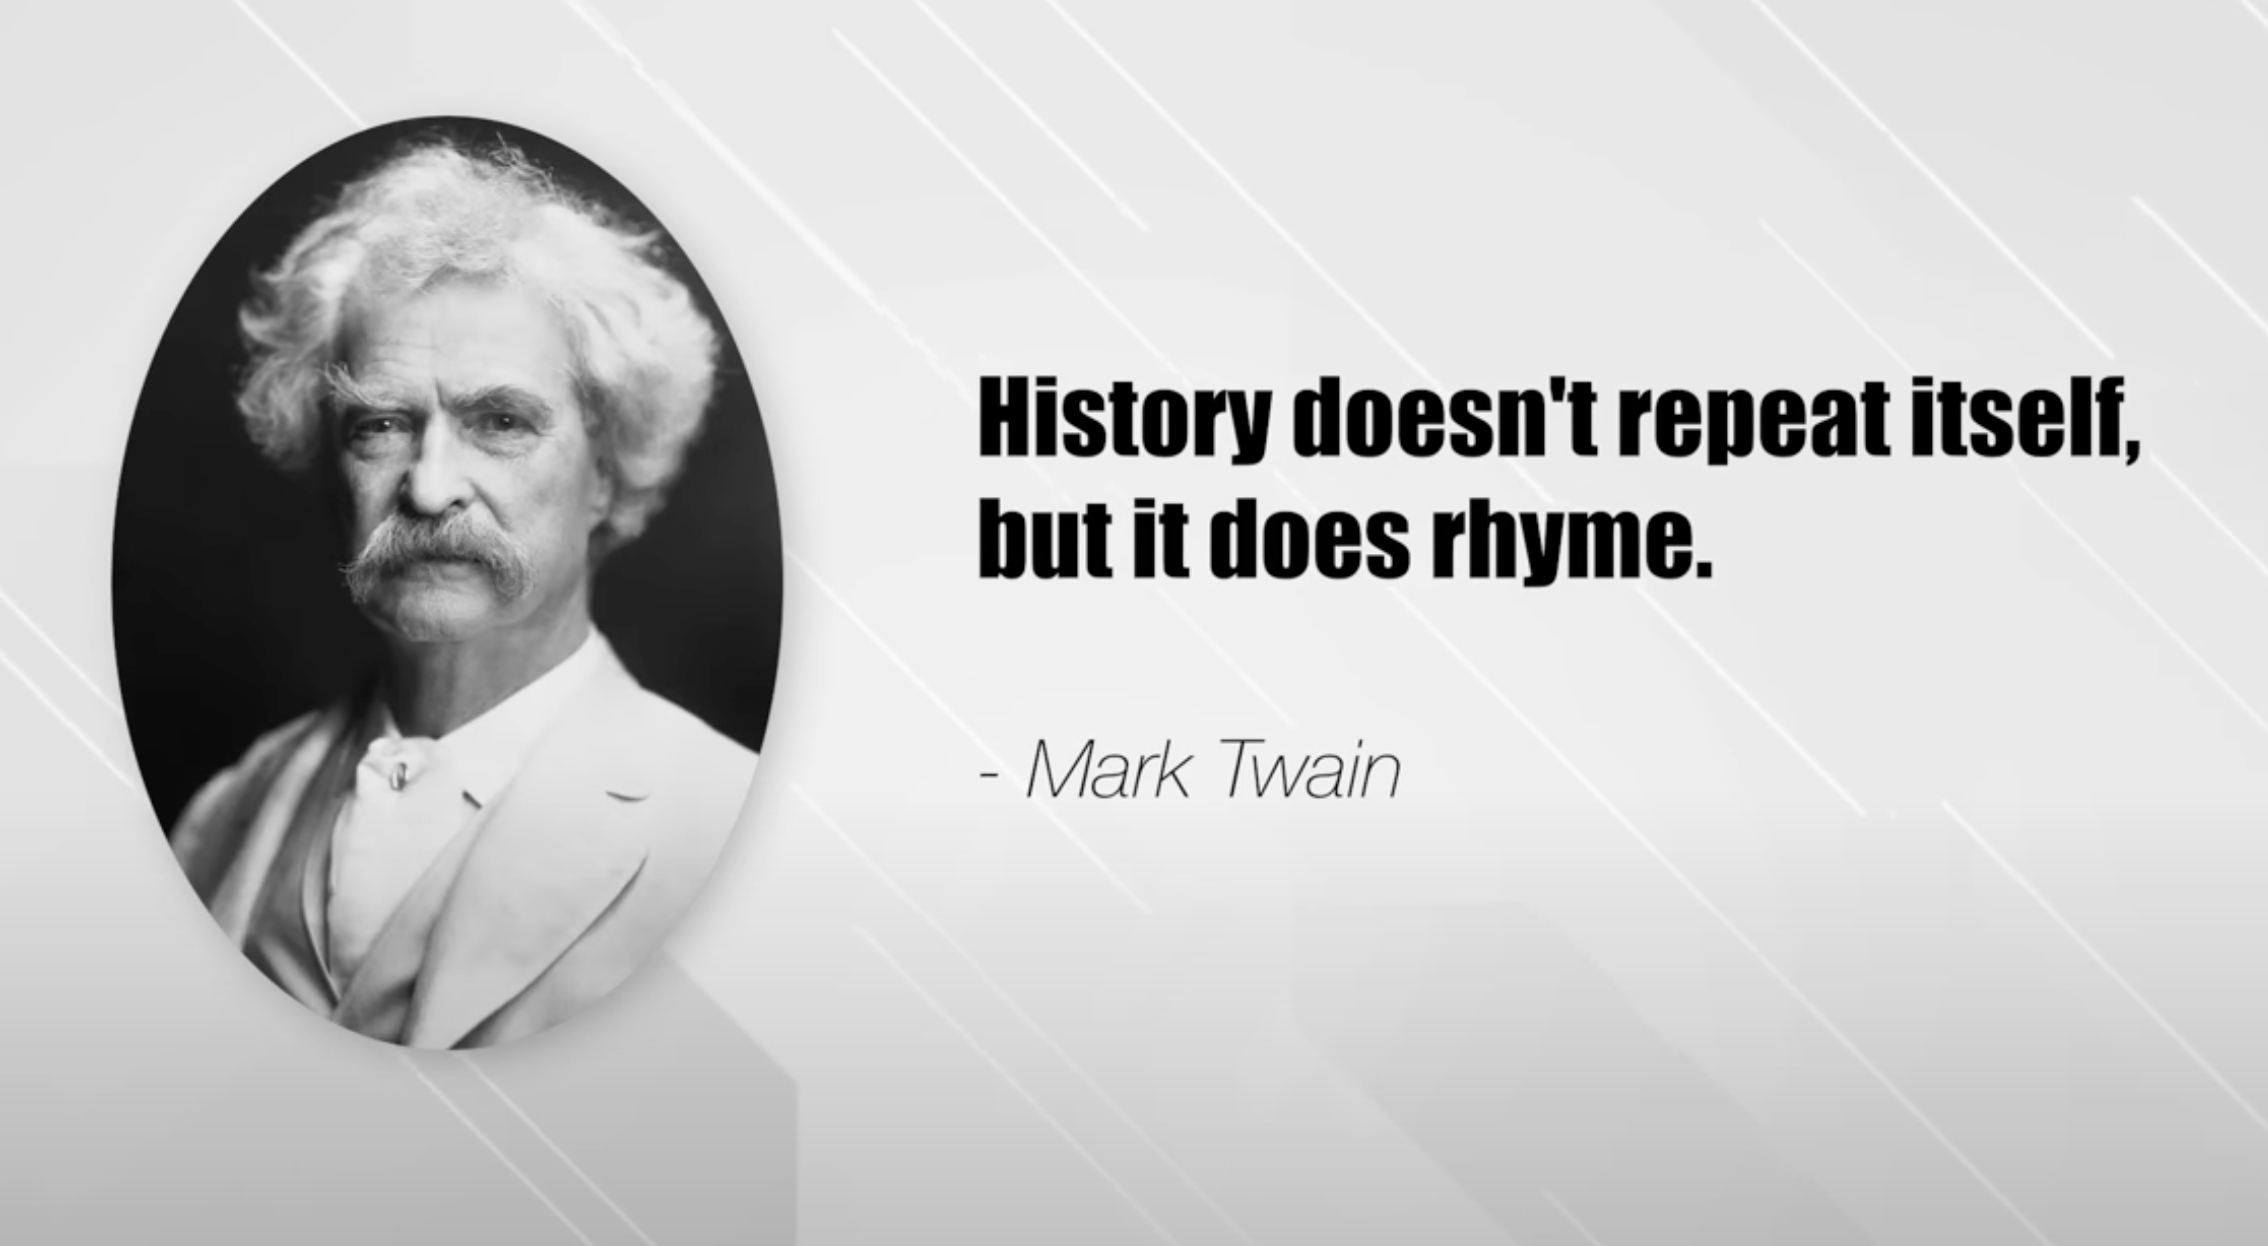 History doesn't repeat itself,
but it does rhyme.
- Mark Twain